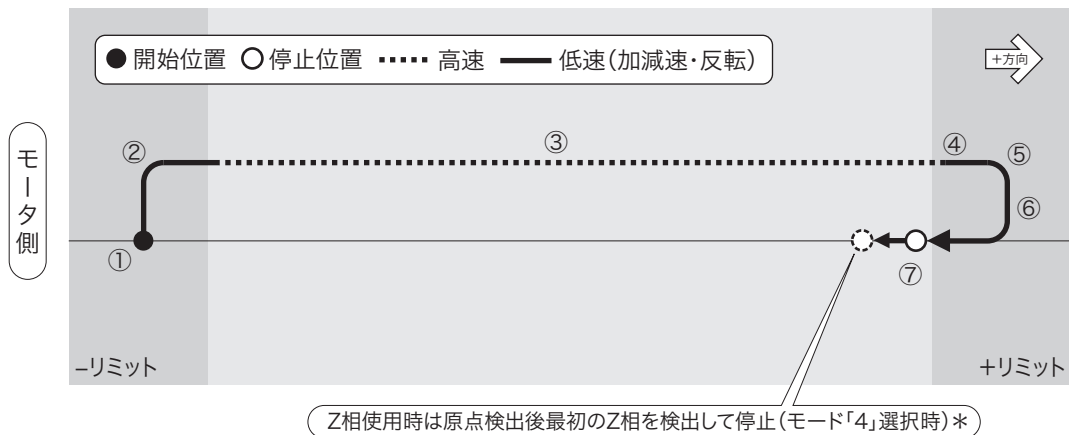 ●開始位置 ○停止位置 高速 低速(加減速・反転)
+方向
モータ側
①
②
③
④
⑤
⑥
⑦
−リミット
+リミット
Z相使用時は原点検出後最初のZ相を検出して停止(モード「4」選択時)＊